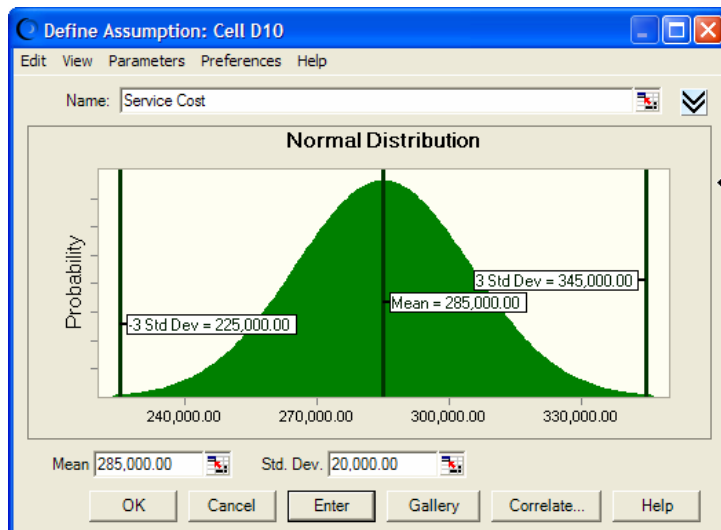 Define Assumption: Cell D10
Edit View Parameters Preferences Help
Name: Service Cost
Normal Distribution
Probability
3 Std Dev = 345,000.00
Mean = 285,000.00
-3 Std Dev = 225,000.00
240,000.00 270,000.00 300,000.00 330,000.00
Mean 285,000.00 Std. Dev. 20,000.00
OK Cancel Enter Gallery Correlate... Help